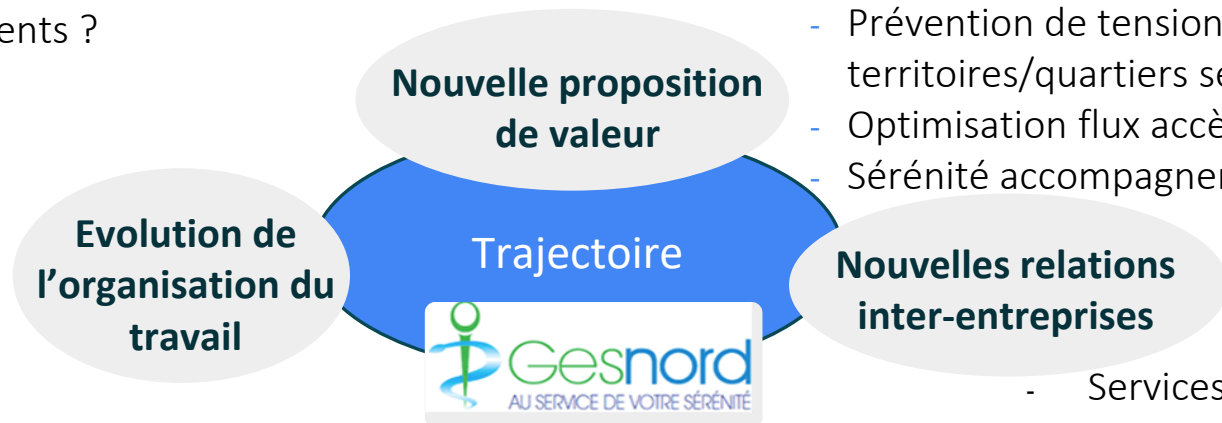 ents ?
Nouvelle proposition
de valeur
- Prévention de tension
territoires/quartiers se
- Optimisation flux accè
- Sérénité accompagner
Evolution de
l’organisation du
travail
Trajectoire
Nouvelles relations
inter-entreprises
Gesnord
AU SERVICE DE VOTRE SÉRÉNITÉ
- Services